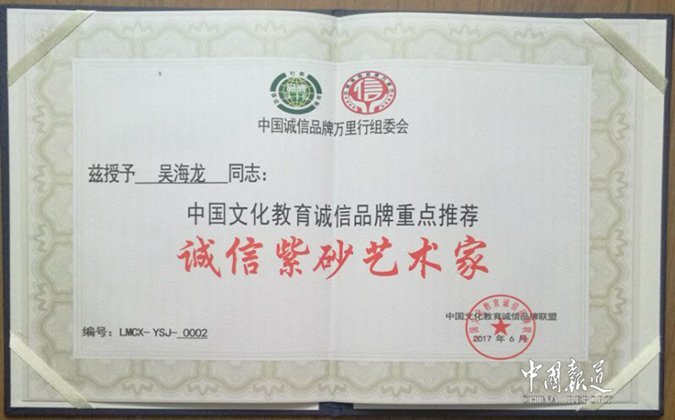 中国诚信品牌万里行组委会
兹授予 吴海龙 同志:
中国文化教育诚信品牌重点推荐
诚信紫砂艺术家
编号: LMCX-YSJ- 0002
中国文化教育诚信品牌联盟
2017 年 6 月
中国报道
CHINA REPORT